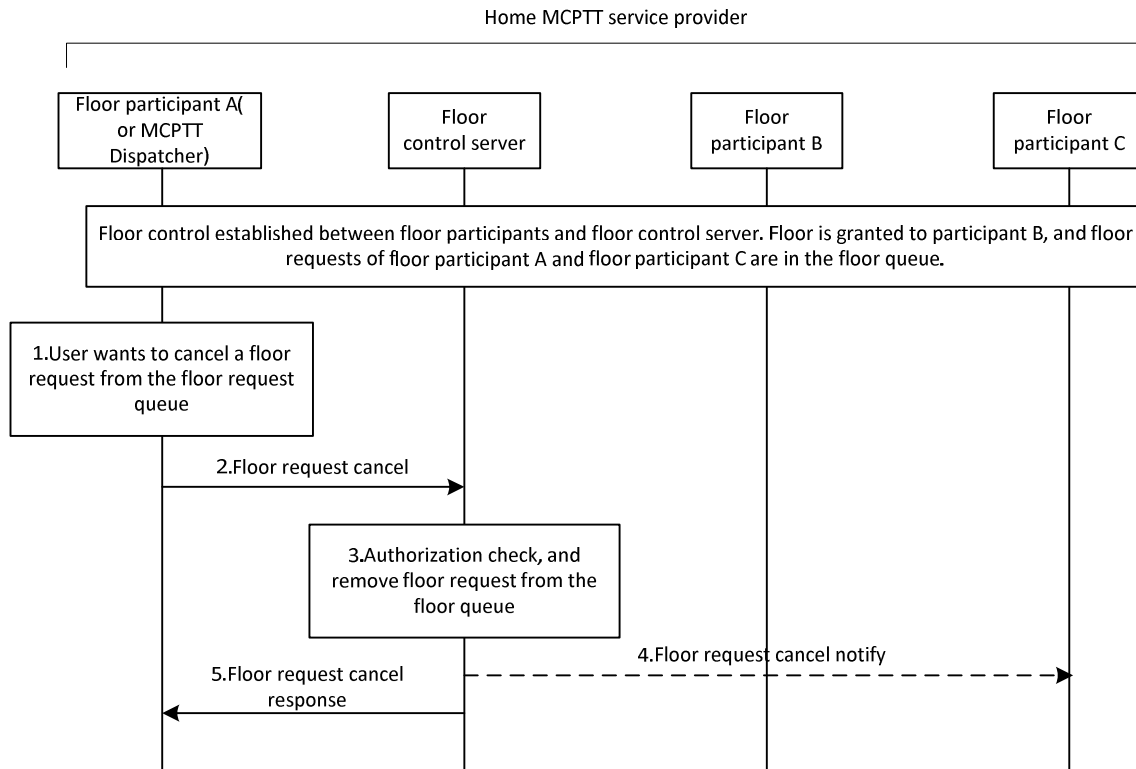 Home MCPTT service provider
Floor participant A(
or MCPTT
Dispatcher)
Floor
control server
Floor
participant B
Floor
participant C
Floor control established between floor participants and floor control server. Floor is granted to participant B, and floor
requests of floor participant A and floor participant C are in the floor queue.
1.User wants to cancel a floor
request from the floor request
queue
2.Floor request cancel
3.Authorization check, and
remove floor request from the
floor queue
4.Floor request cancel notify
5.Floor request cancel
response